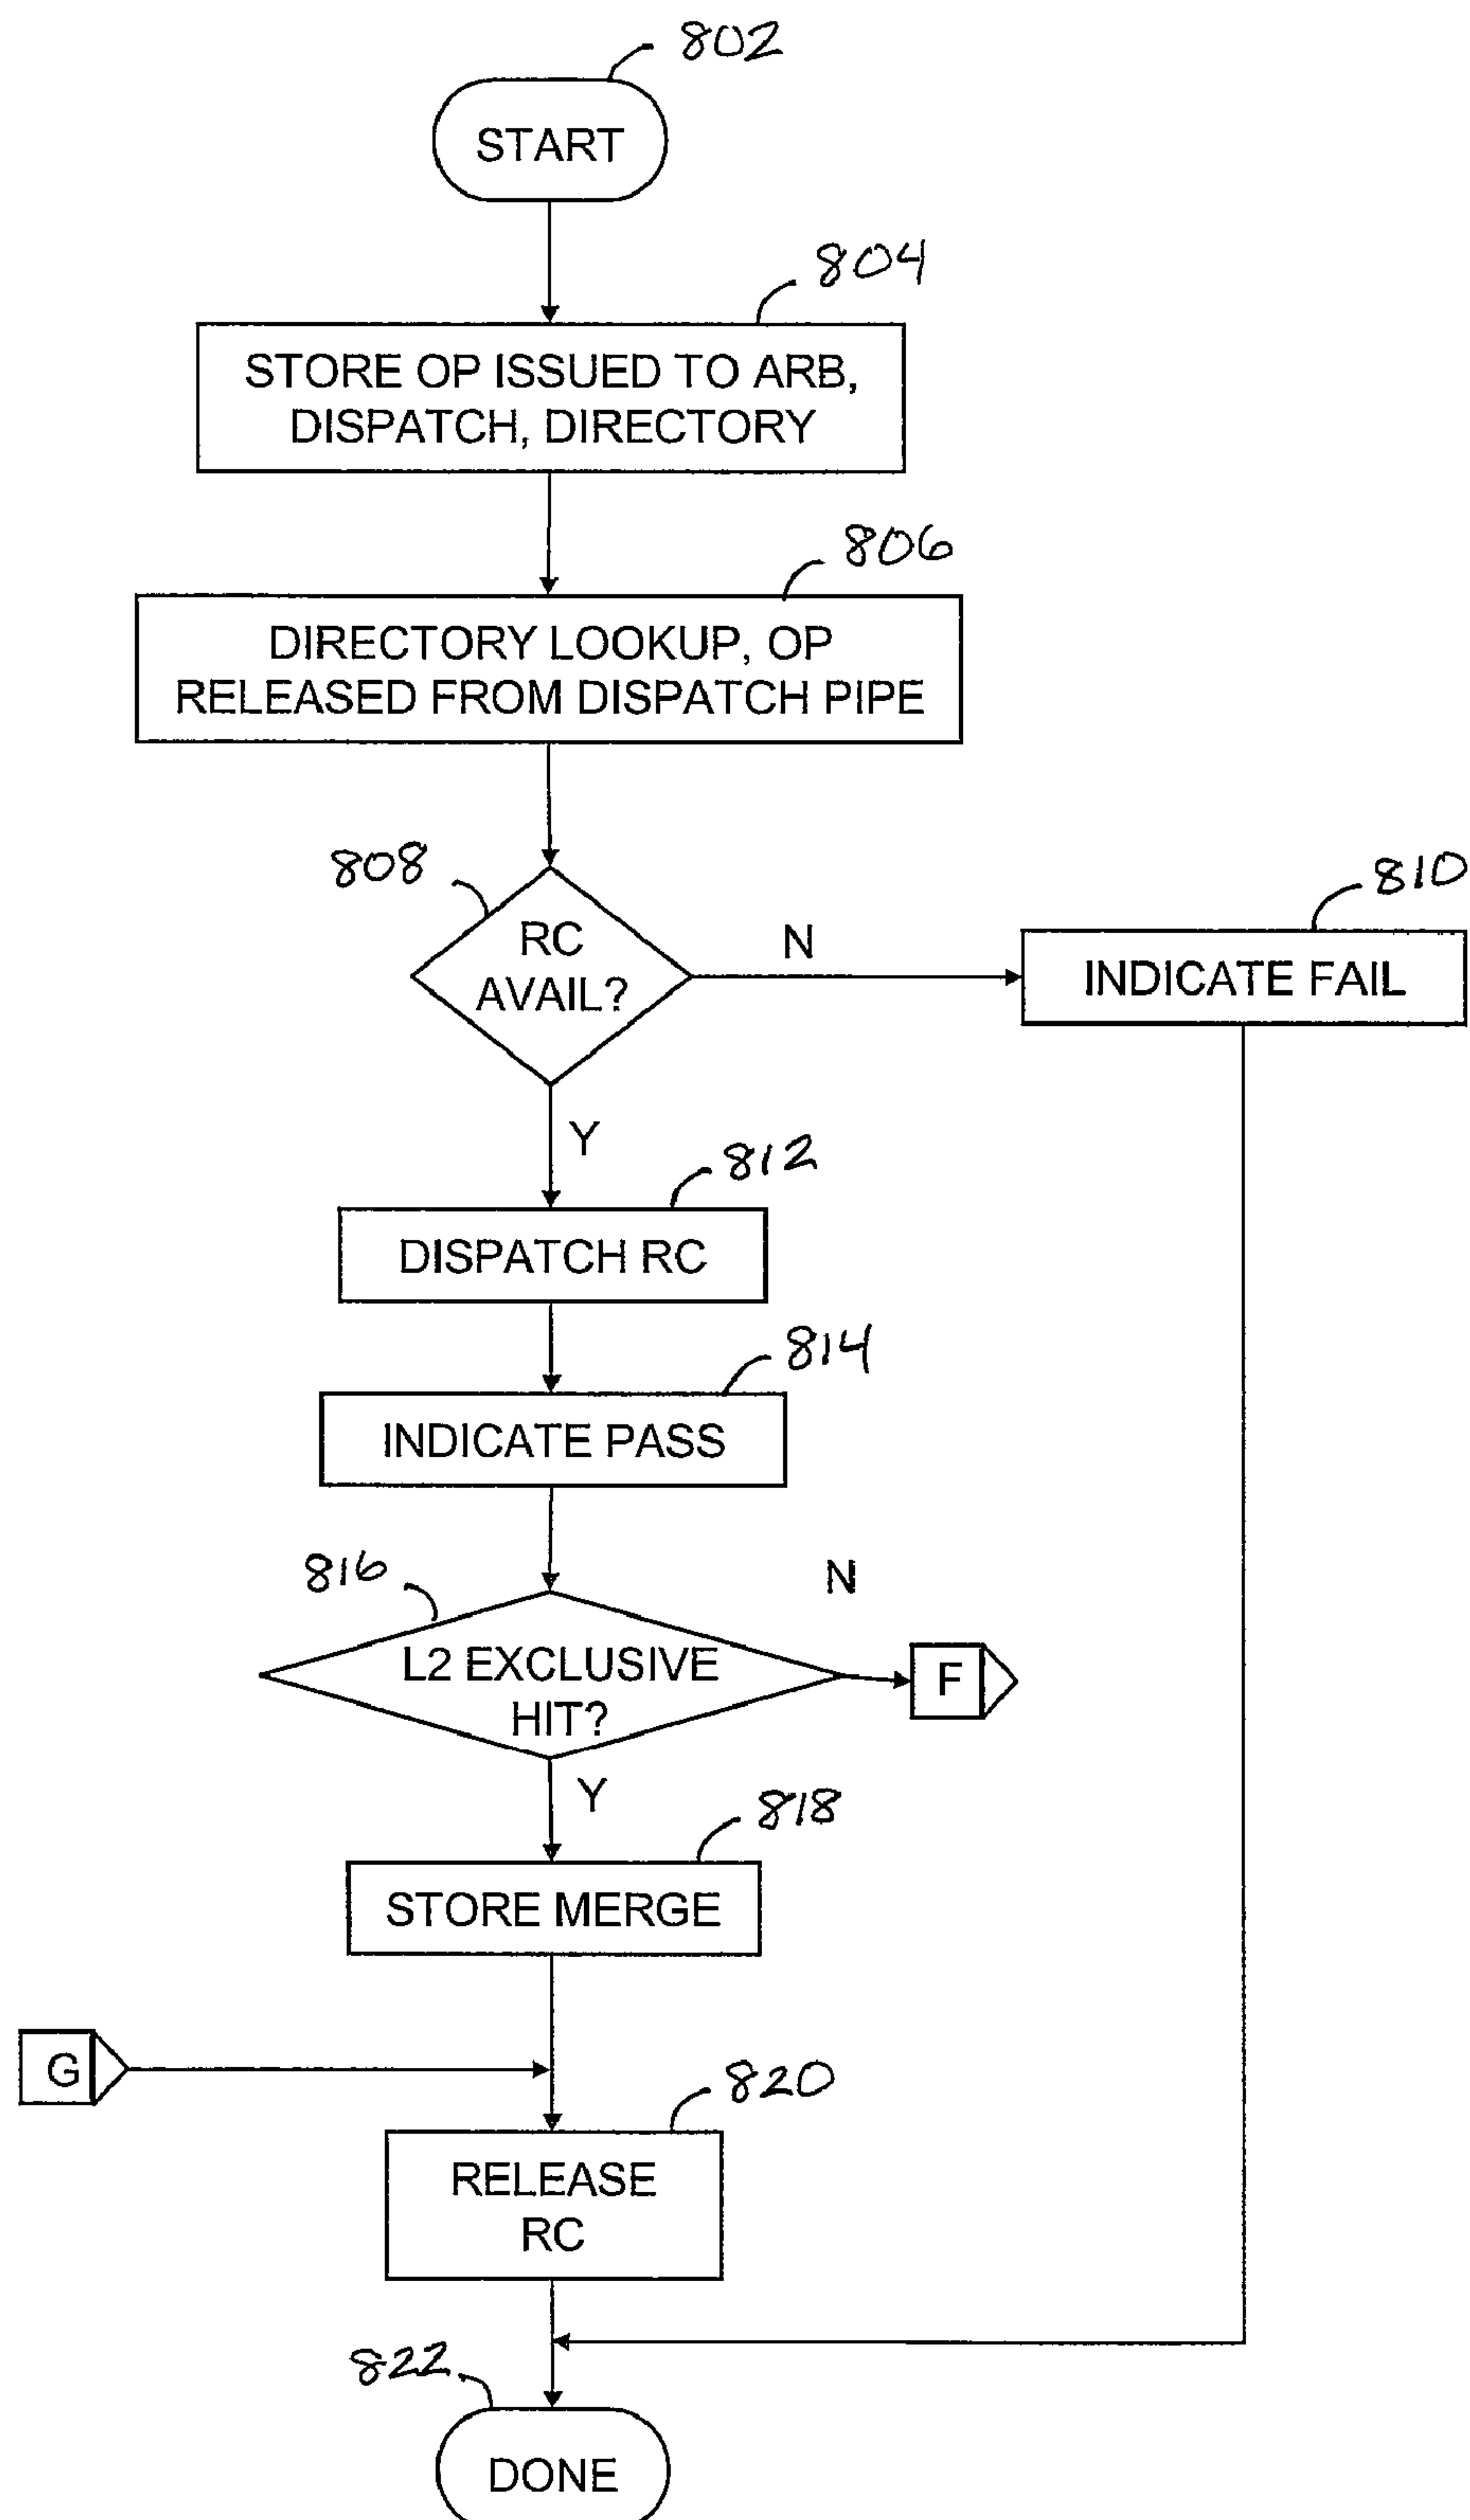 802
START
804
STORE OP ISSUED TO ARB,
DISPATCH, DIRECTORY
806
DIRECTORY LOOKUP, OP
RELEASED FROM DISPATCH PIPE
808
RC
AVAIL?
N
810
INDICATE FAIL
Y
812
DISPATCH RC
814
INDICATE PASS
816
N
L2 EXCLUSIVE
HIT?
F
Y
818
STORE MERGE
G
820
RELEASE
RC
822
DONE